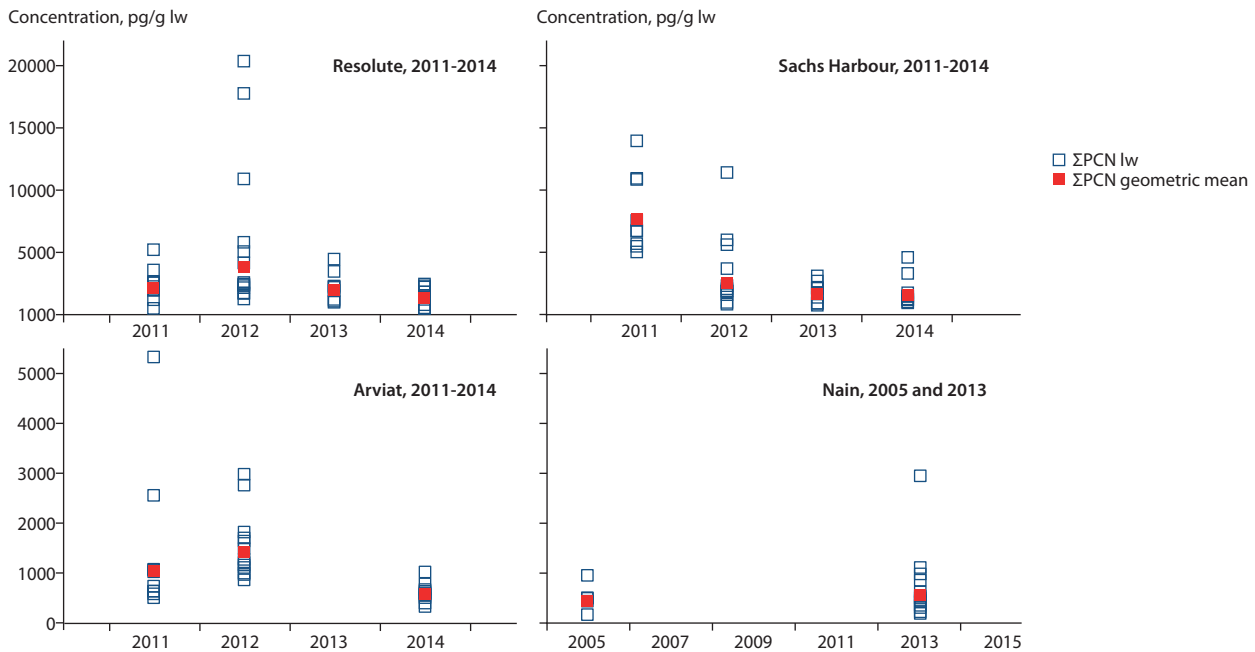 Concentration, pg/g lw
Concentration, pg/g lw
20000
15000
10000
5000
1000
Resolute, 2011-2014
2011 2012 2013 2014
Sachs Harbour, 2011-2014
2011 2012 2013 2014
ΣPCN lw
ΣPCN geometric mean
5000
4000
3000
2000
1000
0
Arviat, 2011-2014
2011 2012 2013 2014
Nain, 2005 and 2013
2005 2007 2009 2011 2013 2015